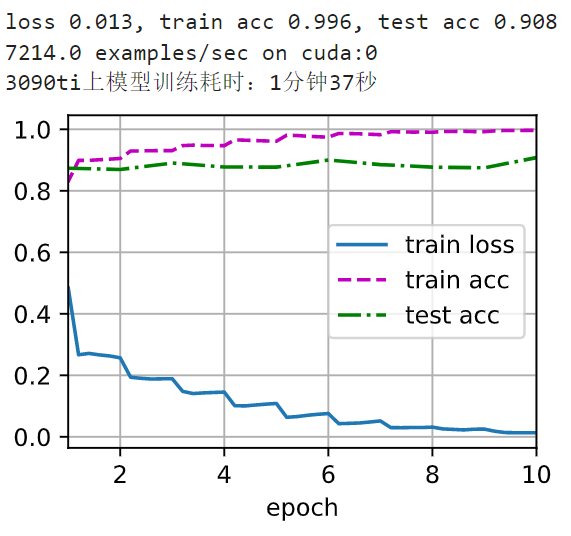 loss 0.013, train acc 0.996, test acc 0.908
7214.0 examples/sec on cuda:0
3090ti上模型训练耗时：1分钟37秒
1.0
0.8
0.6
0.4
0.2
0.0
train loss
train acc
test acc
2 4 6 8 10
epoch